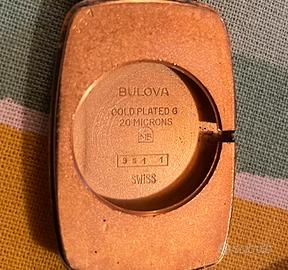 BULOVA
GOLD PLATED G
20 MICRONS
SWISS